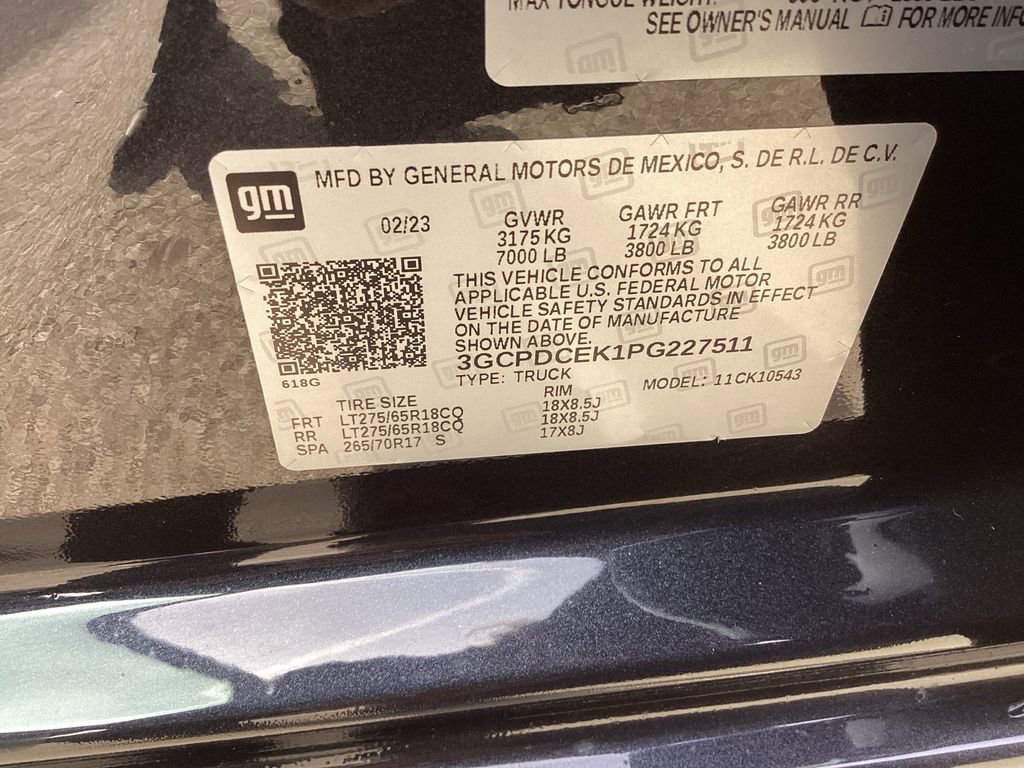 MAX TONGUE WEIGHT:
SEE OWNER'S MANUAL FOR MORE INFO
gm
MFD BY GENERAL MOTORS DE MEXICO, S. DE R.L. DE C.V.
02/23
GVWR GAWR FRT GAWR RR
3175 KG 1724 KG 1724 KG
7000 LB 3800 LB 3800 LB
THIS VEHICLE CONFORMS TO ALL
APPLICABLE U.S. FEDERAL MOTOR
VEHICLE SAFETY STANDARDS IN EFFECT
ON THE DATE OF MANUFACTURE
SHOWN ABOVE.
3GCPDCEK1PG227511
618G
TYPE: TRUCK MODEL: 11CK10543
TIRE SIZE RIM
FRT LT275/65R18CQ 18X8.5J
RR LT275/65R18CQ 18X8.5J
SPA 265/70R17 S 17X8J